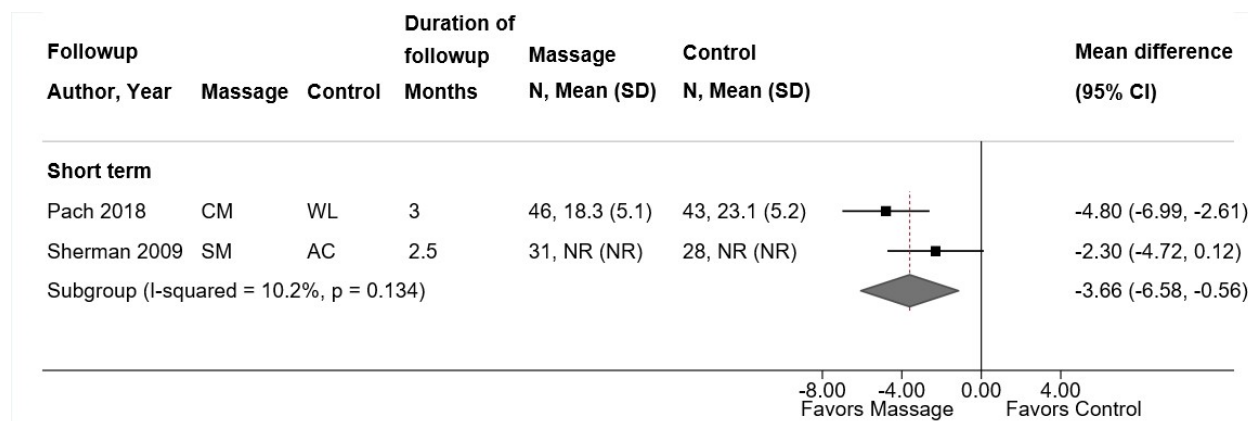 Duration of
Followup followup Massage Control Mean difference
Author, Year Massage Control Months N, Mean (SD) N, Mean (SD) (95% CI)
Short term
Pach 2018 CM WL 3 46, 18.3 (5.1) 43, 23.1 (5.2) -4.80 (-6.99, -2.61)
Sherman 2009 SM AC 2.5 31, NR (NR) 28, NR (NR) -2.30 (-4.72, 0.12)
Subgroup (I-squared = 10.2%, p = 0.134) -3.66 (-6.58, -0.56)
-8.00 -4.00 0.00 4.00
Favors Massage Favors Control